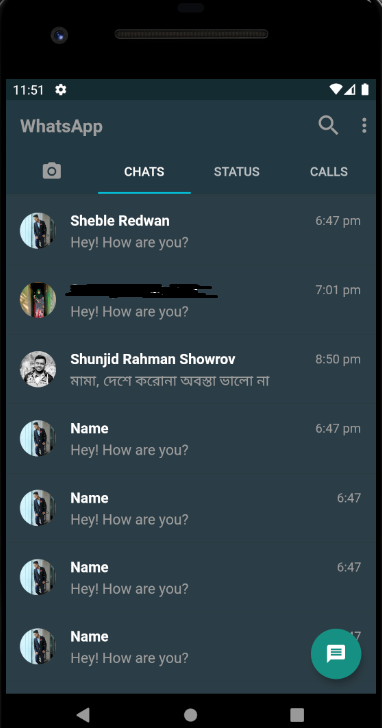 11:51
WhatsApp
CHATS STATUS CALLS
Sheble Redwan 6:47 pm
Hey! How are you?
7:01 pm
Hey! How are you?
Shunjid Rahman Showrov 8:50 pm
মামা, দেশে করোনা অবস্তা ভালো না
Name 6:47 pm
Hey! How are you?
Name 6:47
Hey! How are you?
Name 6:47
Hey! How are you?
Name
Hey! How are you?